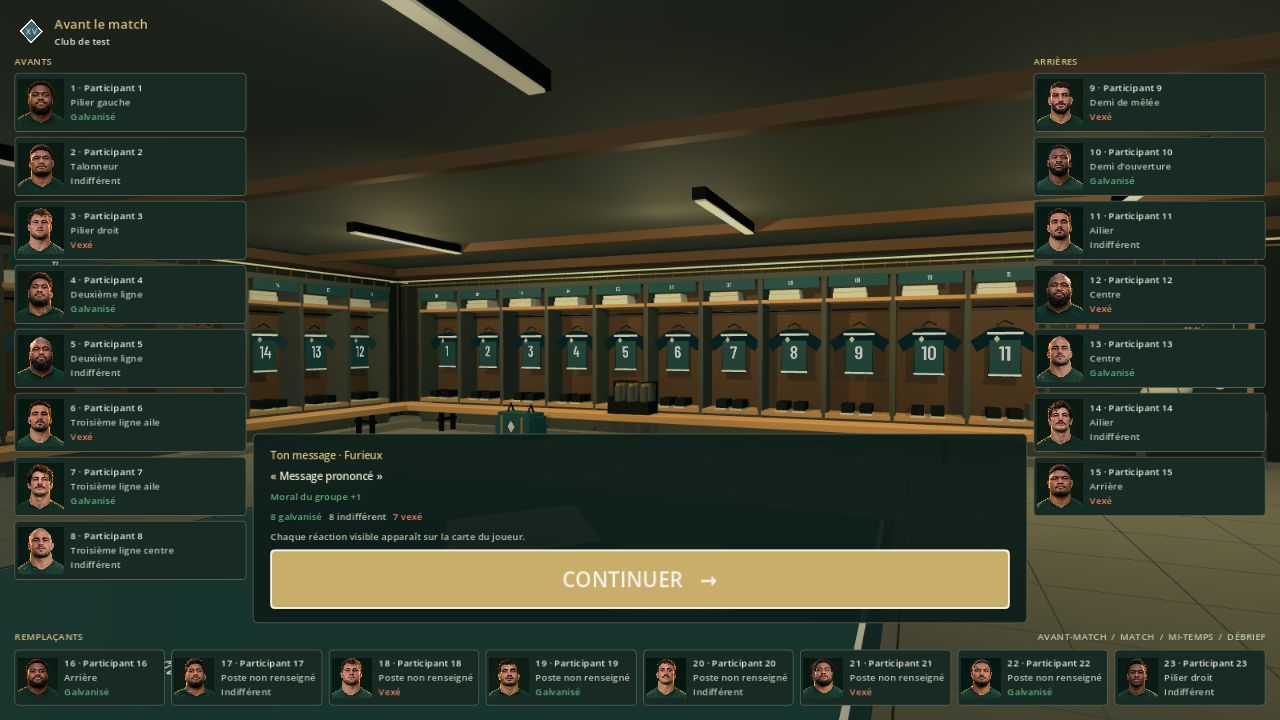 XV
Avant le match
Club de test
AVANTS
1 · Participant 1
Pilier gauche
Galvanisé
2 · Participant 2
Talonneur
Indifférent
3 · Participant 3
Pilier droit
Vexé
4 · Participant 4
Deuxième ligne
Galvanisé
5 · Participant 5
Deuxième ligne
Indifférent
6 · Participant 6
Troisième ligne aile
Vexé
7 · Participant 7
Troisième ligne aile
Galvanisé
8 · Participant 8
Troisième ligne centre
Indifférent
14 13 12 1 2 3 4 5 6 7 8 9 10 11
ARRIÈRES
9 · Participant 9
Demi de mêlée
Vexé
10 · Participant 10
Demi d'ouverture
Galvanisé
11 · Participant 11
Ailier
Indifférent
12 · Participant 12
Centre
Vexé
13 · Participant 13
Centre
Galvanisé
14 · Participant 14
Ailier
Indifférent
15 · Participant 15
Arrière
Vexé
Ton message · Furieux
« Message prononcé »
Moral du groupe +1
8 galvanisé 8 indifférent 7 vexé
Chaque réaction visible apparaît sur la carte du joueur.
CONTINUER →
REMPLAÇANTS
AVANT-MATCH / MATCH / MI-TEMPS / DÉBRIEF
16 · Participant 16
Arrière
Galvanisé
17 · Participant 17
Poste non renseigné
Indifférent
18 · Participant 18
Poste non renseigné
Vexé
19 · Participant 19
Poste non renseigné
Galvanisé
20 · Participant 20
Poste non renseigné
Indifférent
21 · Participant 21
Poste non renseigné
Vexé
22 · Participant 22
Poste non renseigné
Galvanisé
23 · Participant 23
Pilier droit
Indifférent